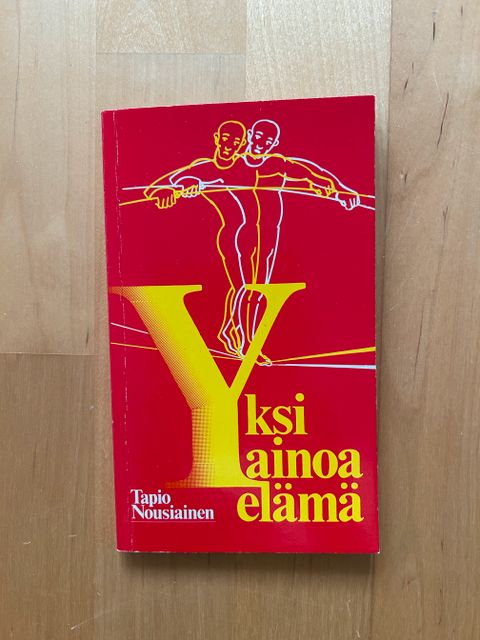 Yksi
ainoa
elämä
Tapio
Nousiainen